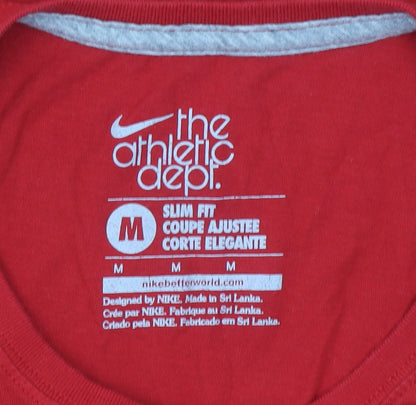 the
athletic
dept.
M
SLIM FIT
COUPE AJUSTEE
CORTE ELEGANTE
M M M
nikebetterworld.com
Designed by NIKE. Made in Sri Lanka.
Crée par NIKE. Fabrique au Sri Lanka.
Criado pela NIKE. Fabricado em Sri Lanka.